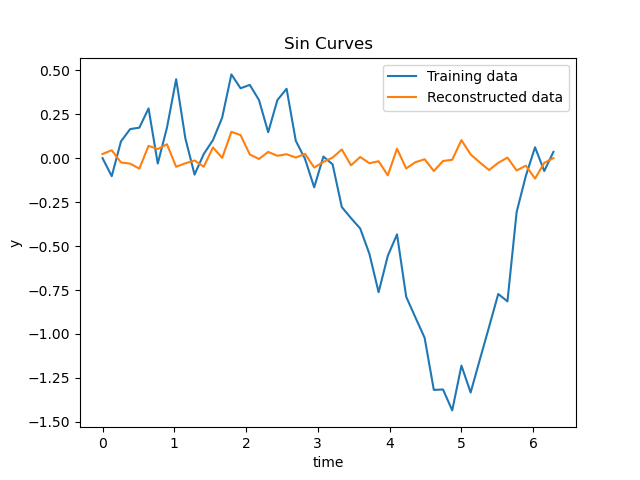 Sin Curves
Training data
Reconstructed data
0.50
0.25
0.00
−0.25
−0.50
−0.75
−1.00
−1.25
−1.50
y
0 1 2 3 4 5 6
time